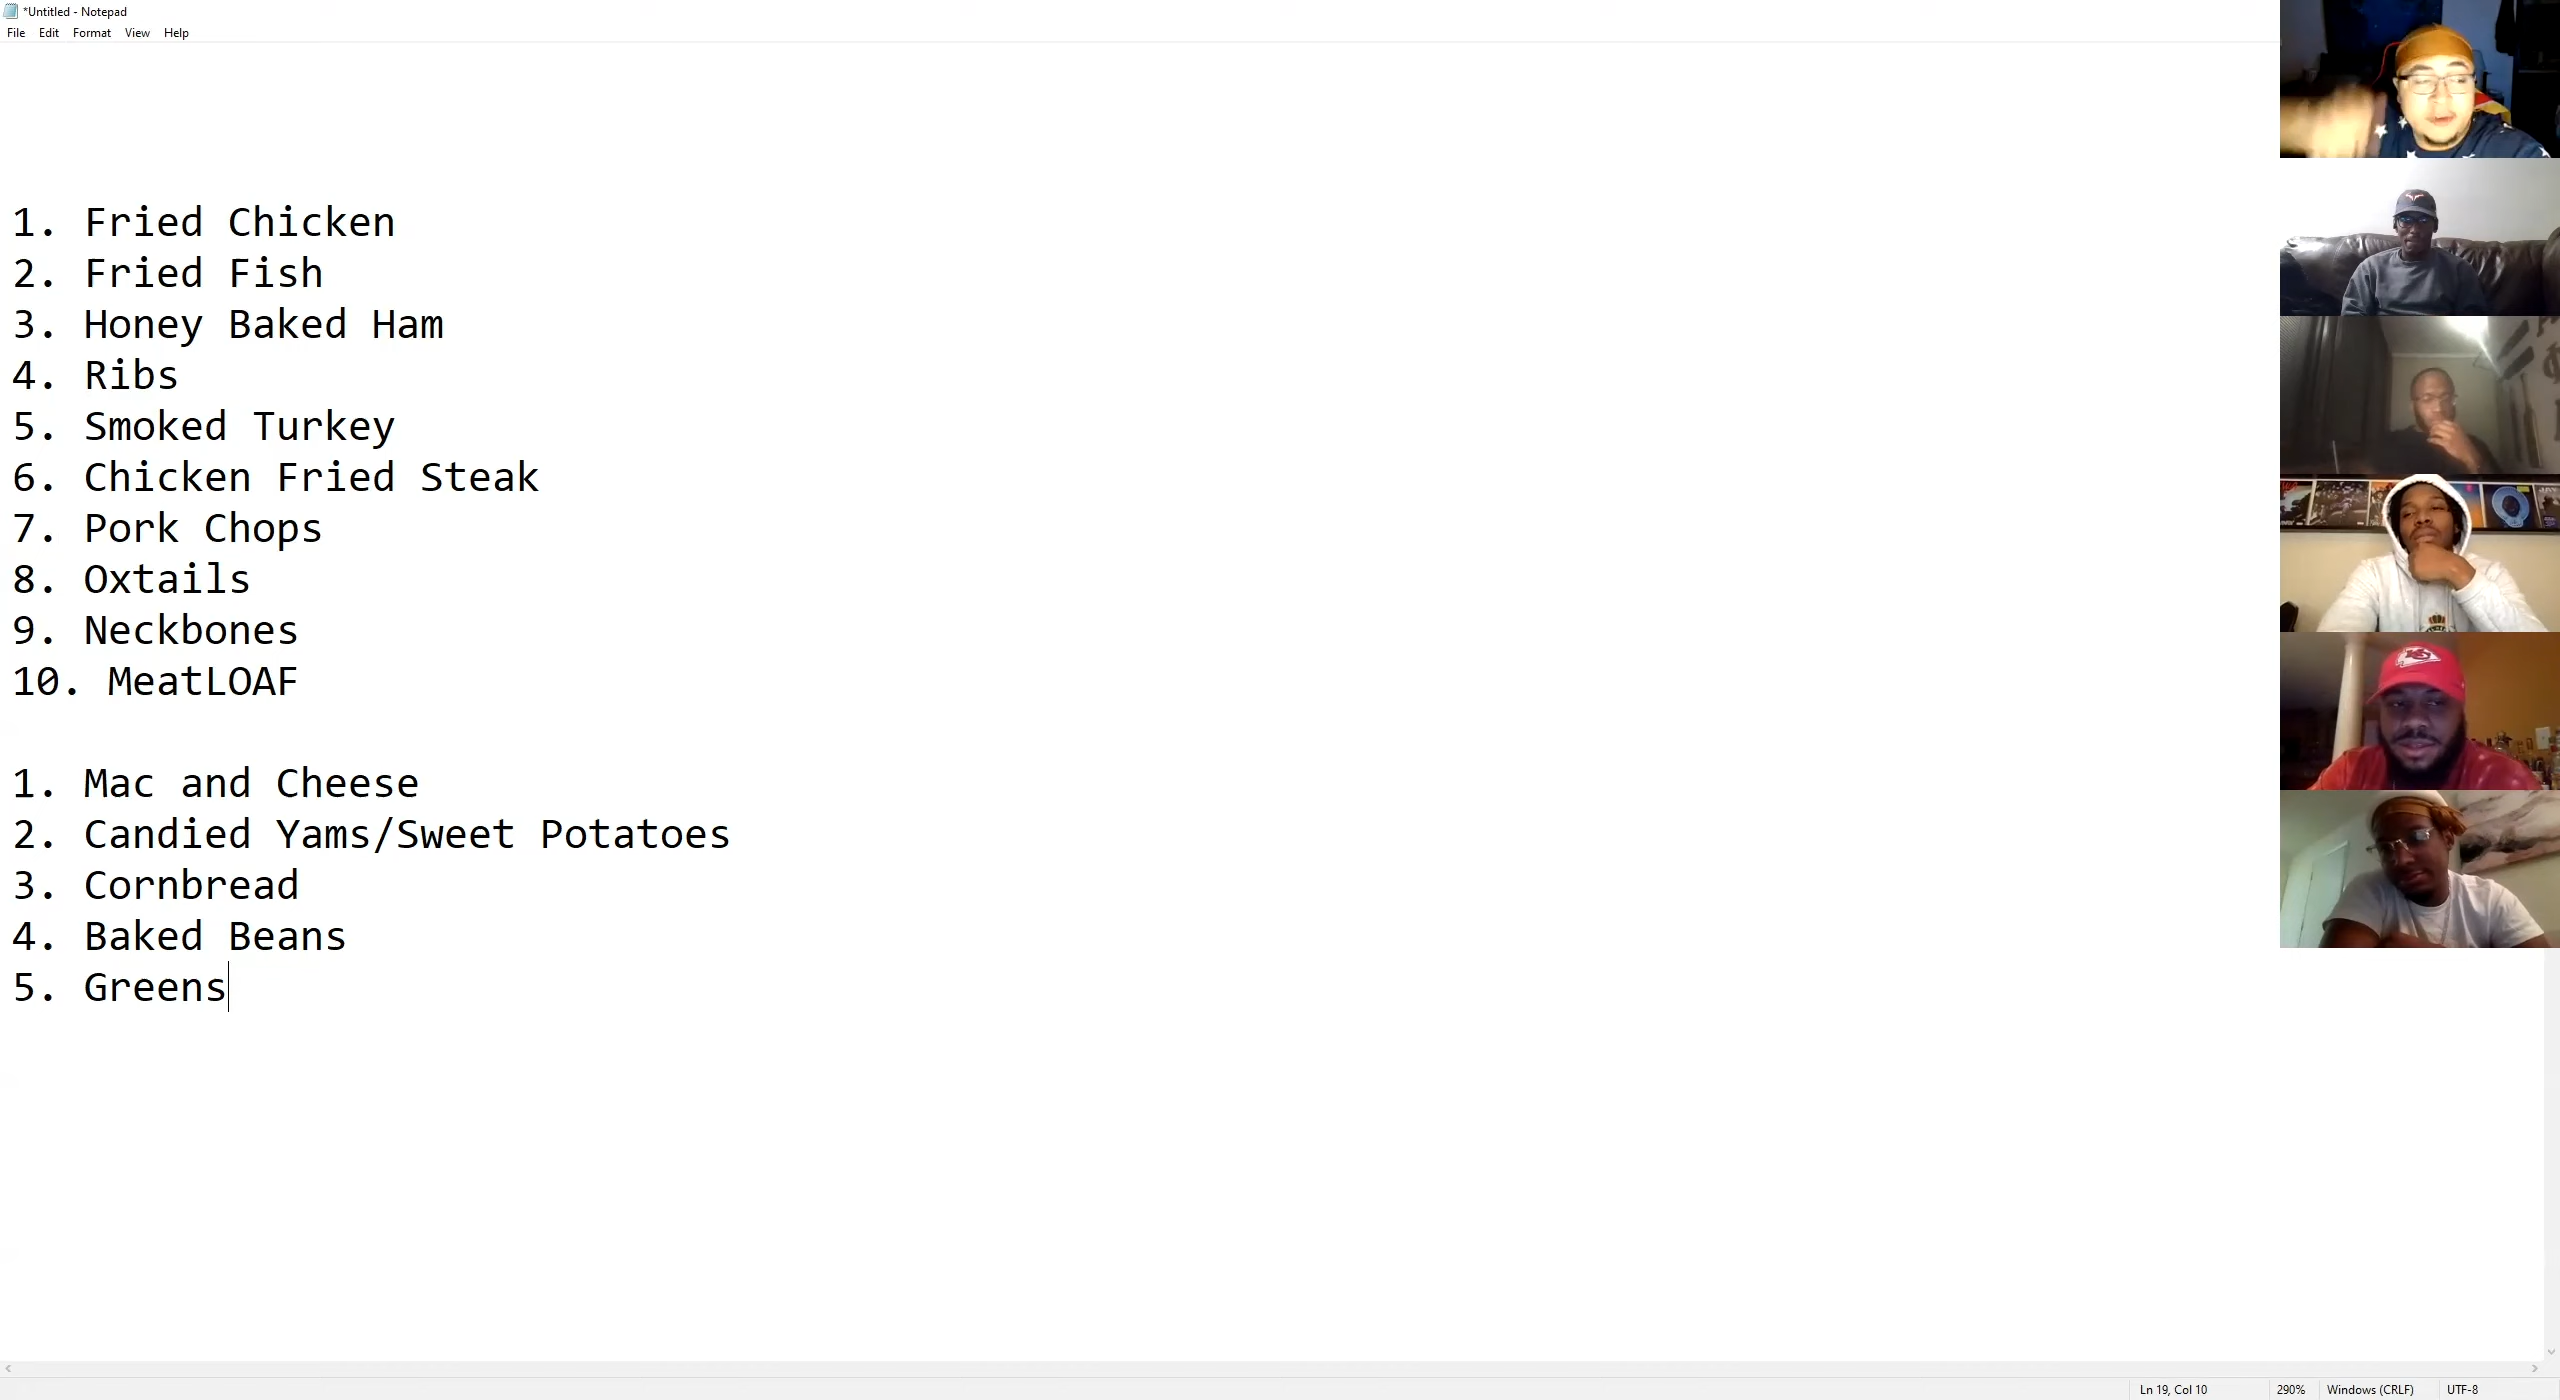 *Untitled - Notepad
File Edit Format View Help
1. Fried Chicken
2. Fried Fish
3. Honey Baked Ham
4. Ribs
5. Smoked Turkey
6. Chicken Fried Steak
7. Pork Chops
8. Oxtails
9. Neckbones
10. MeatLOAF
1. Mac and Cheese
2. Candied Yams/Sweet Potatoes
3. Cornbread
4. Baked Beans
5. Greens
KC
Ln 19, Col 10 290% Windows (CRLF) UTF-8